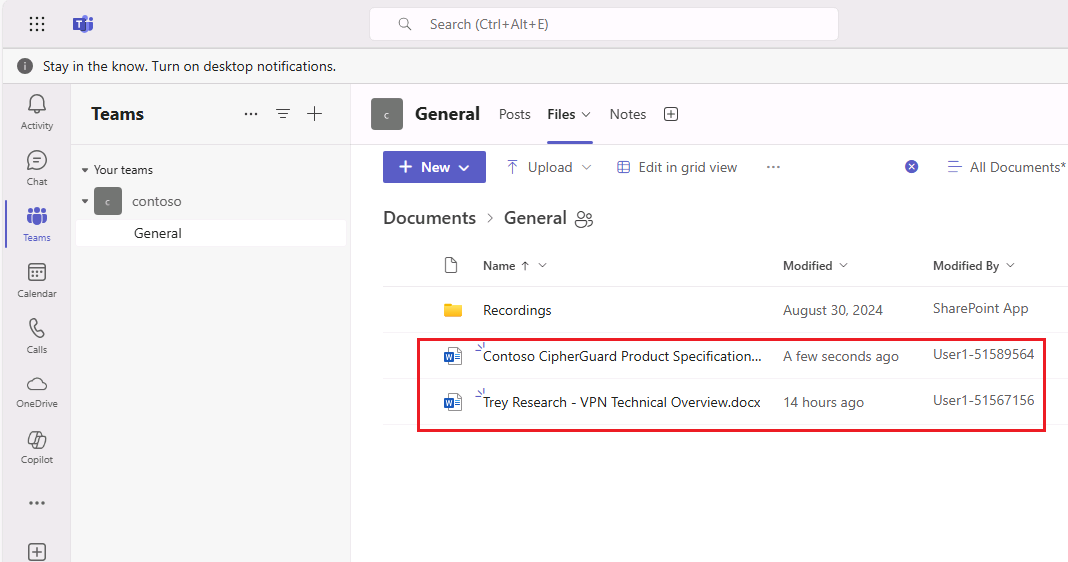 T
Search (Ctrl+Alt+E)
i Stay in the know. Turn on desktop notifications.
Activity
Chat
Teams
Calendar
Calls
OneDrive
Copilot
Teams
Your teams
c contoso
General
c General Posts Files Notes
New Upload Edit in grid view All Documents*
Documents > General
Name ↑ Modified Modified By
Recordings August 30, 2024 SharePoint App
W Contoso CipherGuard Product Specification... A few seconds ago User1-51589564
W Trey Research - VPN Technical Overview.docx 14 hours ago User1-51567156